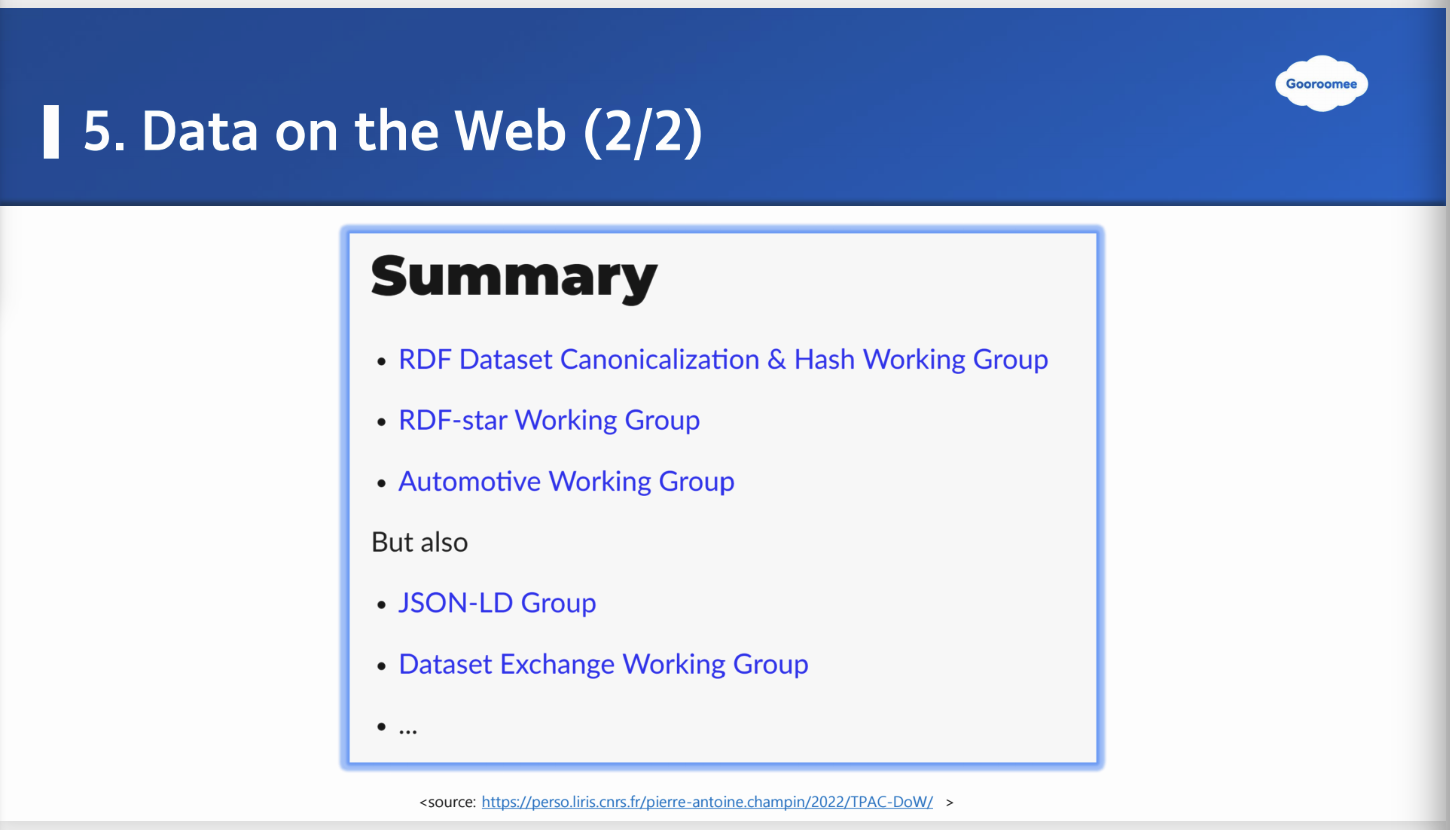 Gooroomee
5. Data on the Web (2/2)
Summary
• RDF Dataset Canonicalization & Hash Working Group
• RDF-star Working Group
• Automotive Working Group
But also
• JSON-LD Group
• Dataset Exchange Working Group
• ...
<source: https://perso.liris.cnrs.fr/pierre-antoine.champin/2022/TPAC-DoW/ >